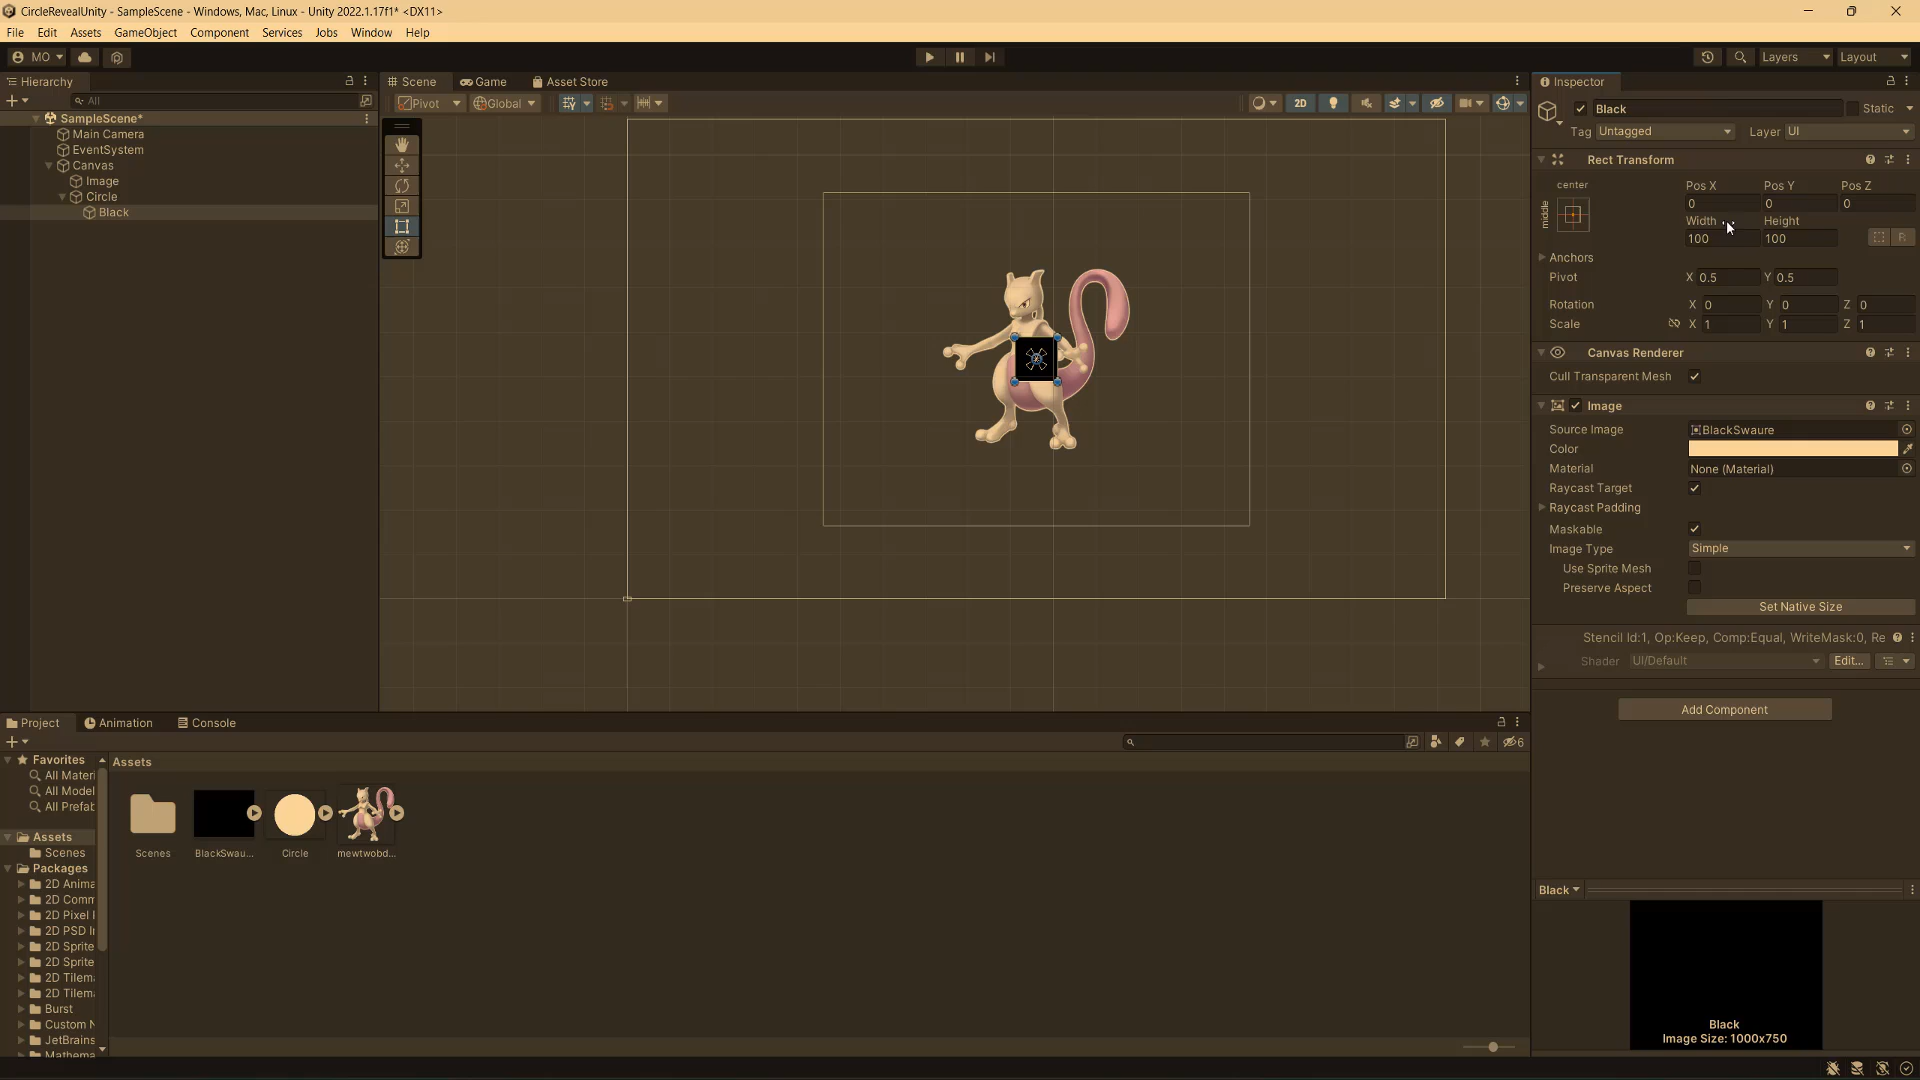 CircleRevealUnity - SampleScene - Windows, Mac, Linux - Unity 2022.1.17f1* <DX11>
File Edit Assets GameObject Component Services Jobs Window Help
MO Layers Layout
Hierarchy
All
SampleScene*
Main Camera
EventSystem
Canvas
Image
Circle
Black
Scene Game Asset Store
Pivot Global 2D
Inspector
Black Static
Tag Untagged Layer UI
Rect Transform
center Pos X Pos Y Pos Z
middle 0 0 0
Width Height
100 100 R
Anchors
Pivot X 0.5 Y 0.5
Rotation X 0 Y 0 Z 0
Scale X 1 Y 1 Z 1
Canvas Renderer
Cull Transparent Mesh
Image
Source Image BlackSwaure
Color
Material None (Material)
Raycast Target
Raycast Padding
Maskable
Image Type Simple
Use Sprite Mesh
Preserve Aspect
Set Native Size
Stencil Id:1, Op:Keep, Comp:Equal, WriteMask:0, Re
Shader UI/Default Edit...
Add Component
Project Animation Console
6
Favorites
All Materi
All Model
All Prefab
Assets
Scenes
Packages
2D Anima
2D Comm
2D Pixel
2D PSD I
2D Sprite
2D Sprite
2D Tilem
2D Tilem
Burst
Custom N
JetBrains
Mathema
Assets
Scenes BlackSwau... Circle mewtwobd...
Black
Black
Image Size: 1000x750